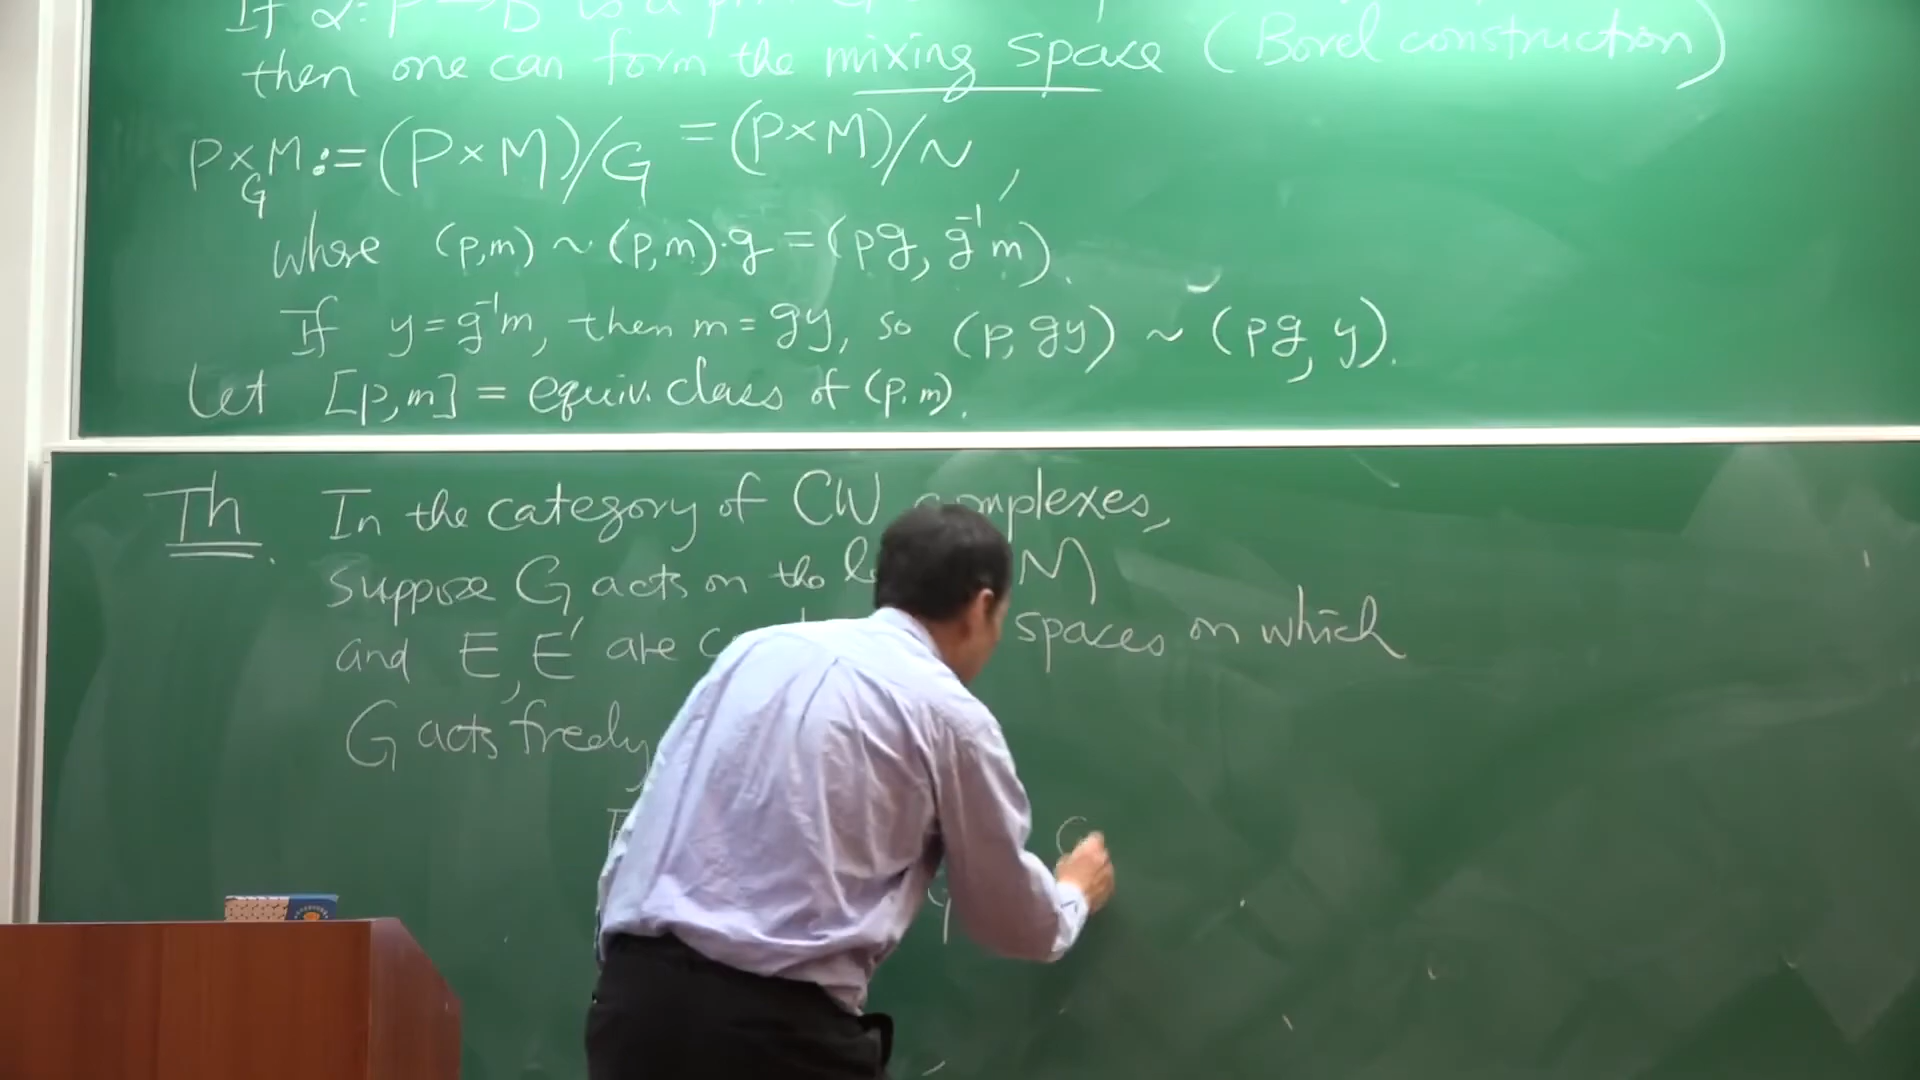 If α: P → B is a
then one can form the mixing space (Borel construction)
P ×_G M := (P × M)/G = (P × M)/~,
where (p,m) ~ (p,m)·g = (pg, g⁻¹m).
If y = g⁻¹m, then m = gy, so (p, gy) ~ (pg, y).
Let [p,m] = equiv. class of (p,m).
Th. In the category of CW complexes,
suppose G acts on the M
and E, E′ are spaces on which
G acts freely